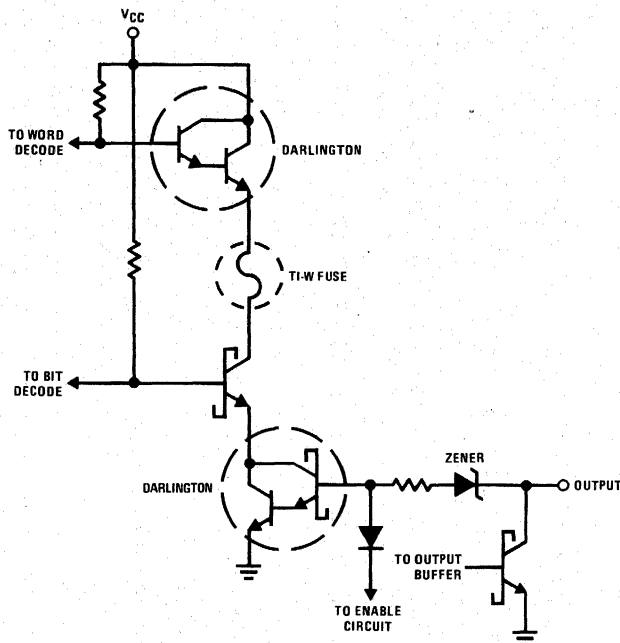 VCC
TO WORD
DECODE
DARLINGTON
TI-W FUSE
TO BIT
DECODE
DARLINGTON
ZENER
OUTPUT
TO OUTPUT
BUFFER
TO ENABLE
CIRCUIT